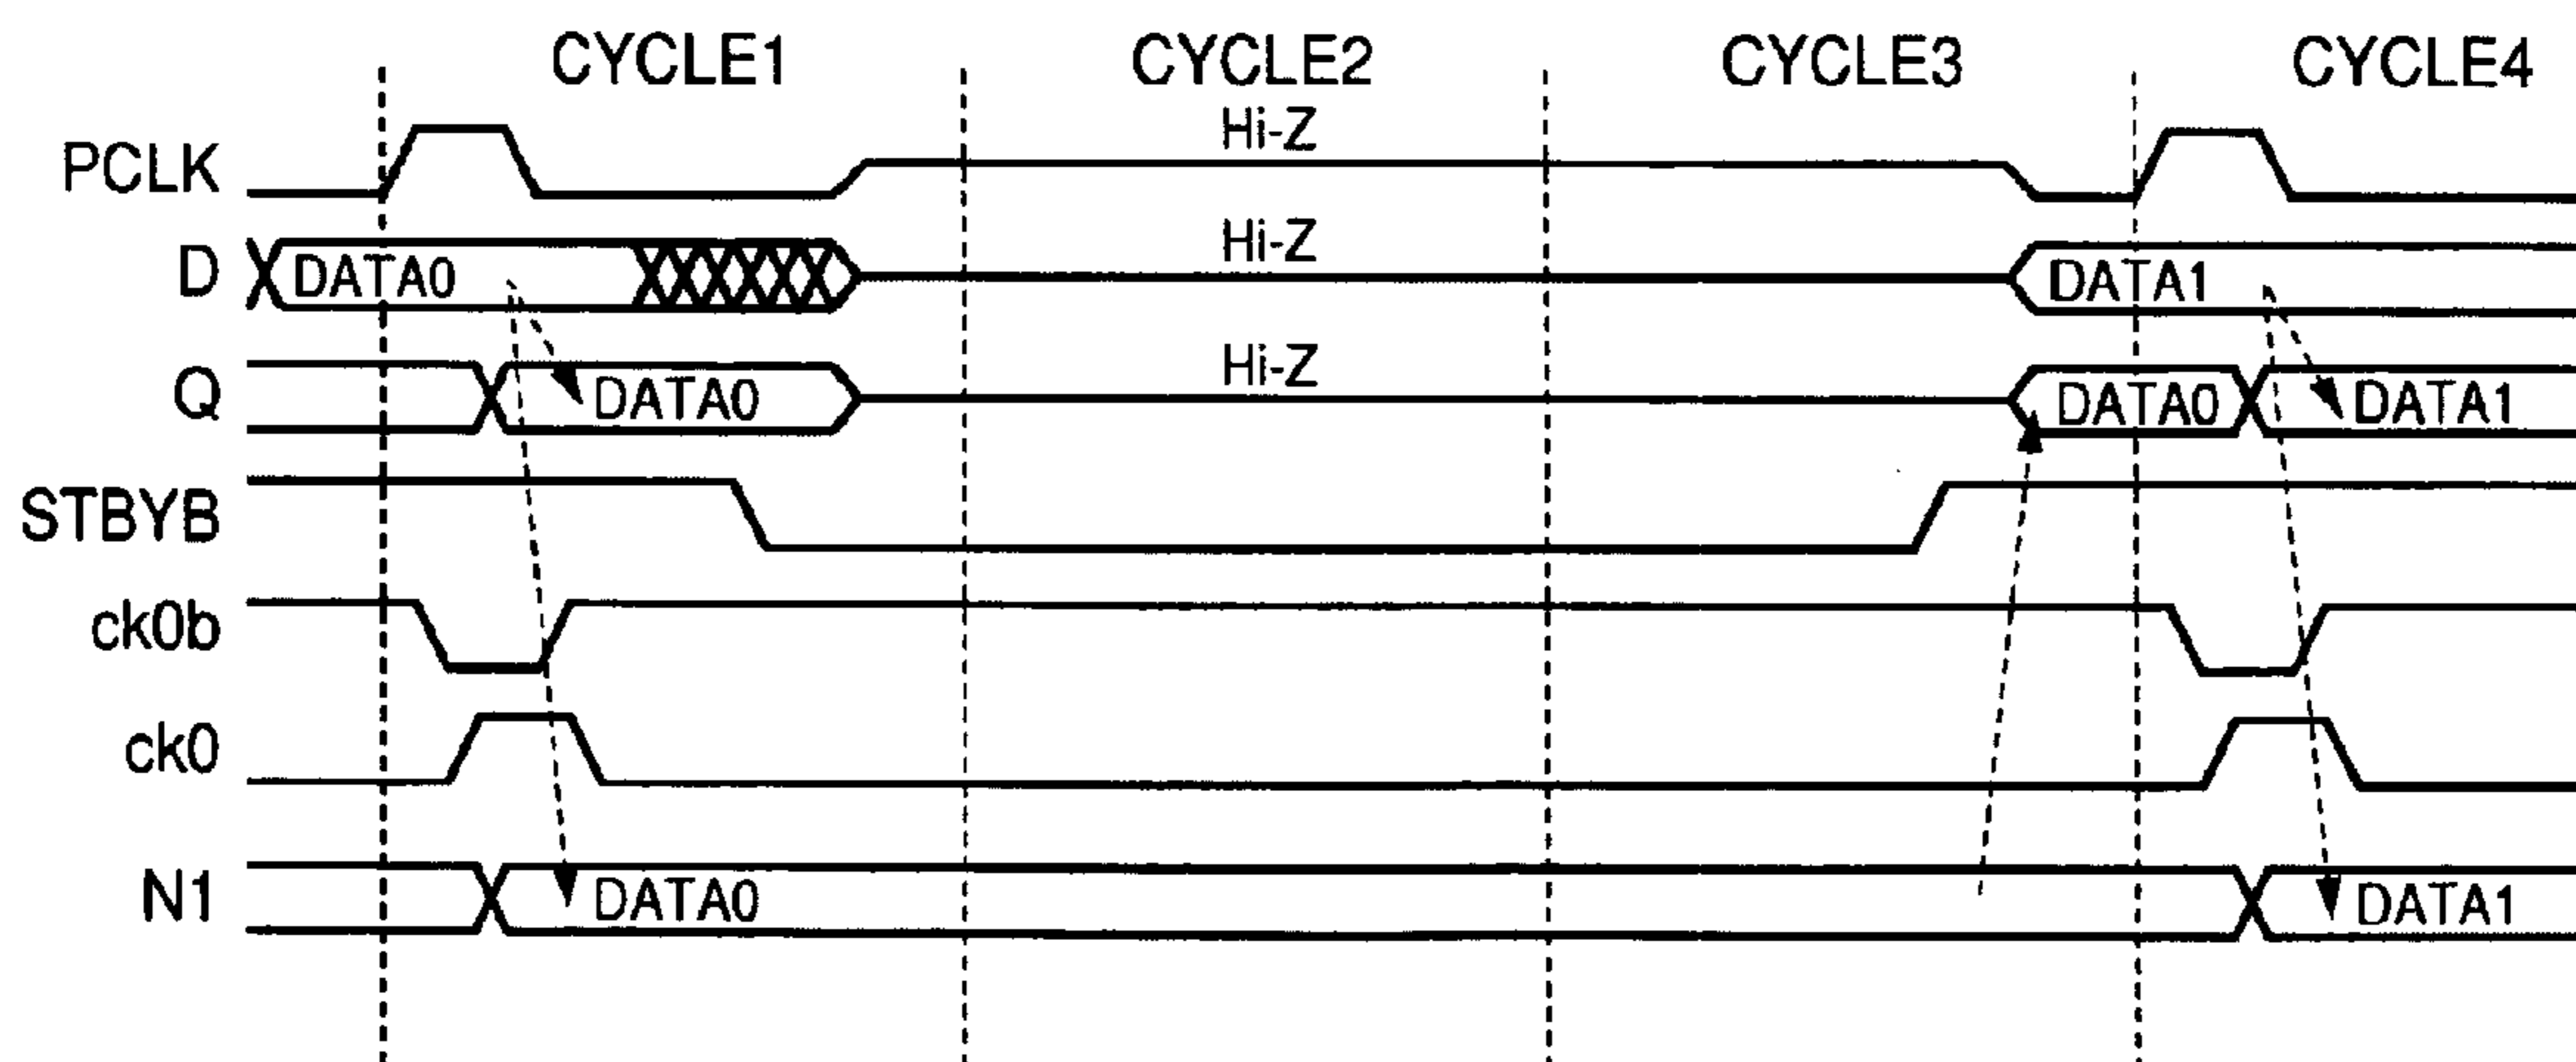 CYCLE1 CYCLE2 CYCLE3 CYCLE4
PCLK Hi-Z
D DATA0 Hi-Z DATA1
Q DATA0 Hi-Z DATA0 DATA1
STBYB
ck0b
ck0
N1 DATA0 DATA1